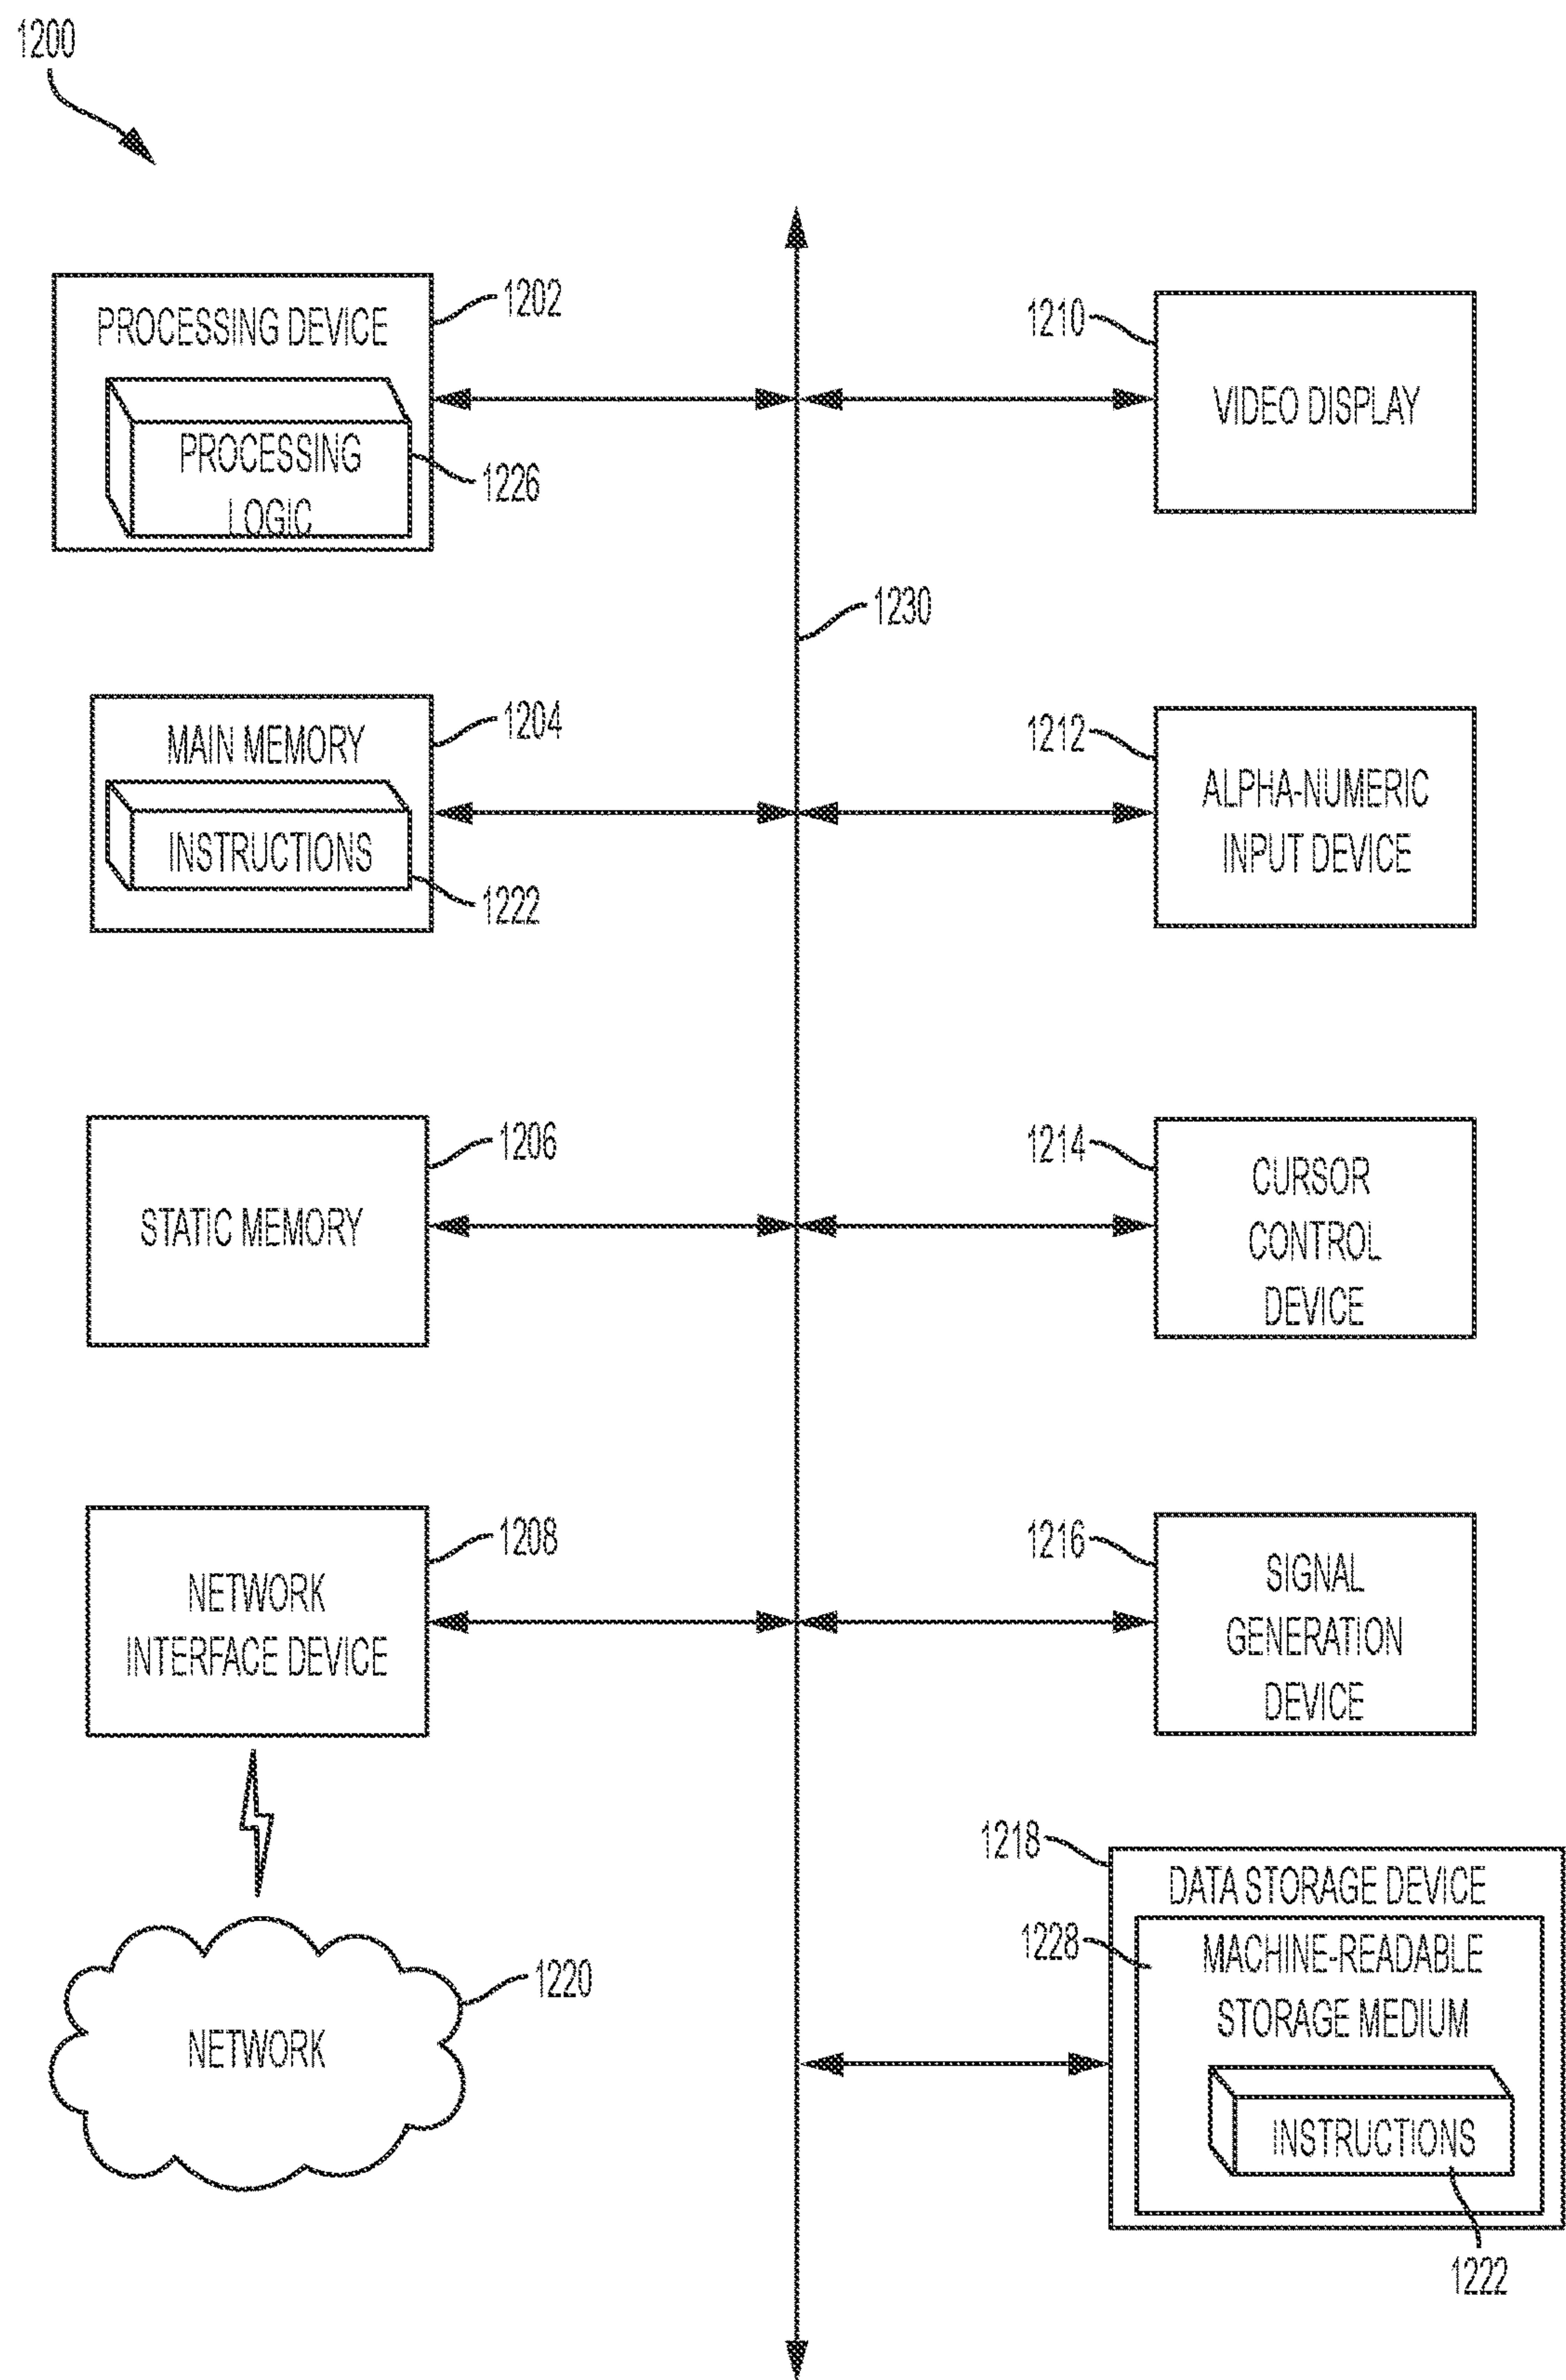 1200
PROCESSING DEVICE
1202
PROCESSING
LOGIC
1226
1210
VIDEO DISPLAY
1230
MAIN MEMORY
1204
INSTRUCTIONS
1222
1212
ALPHA-NUMERIC
INPUT DEVICE
STATIC MEMORY
1206
1214
CURSOR
CONTROL
DEVICE
NETWORK
INTERFACE DEVICE
1208
1216
SIGNAL
GENERATION
DEVICE
NETWORK
1220
1218
DATA STORAGE DEVICE
1228
MACHINE-READABLE
STORAGE MEDIUM
INSTRUCTIONS
1222